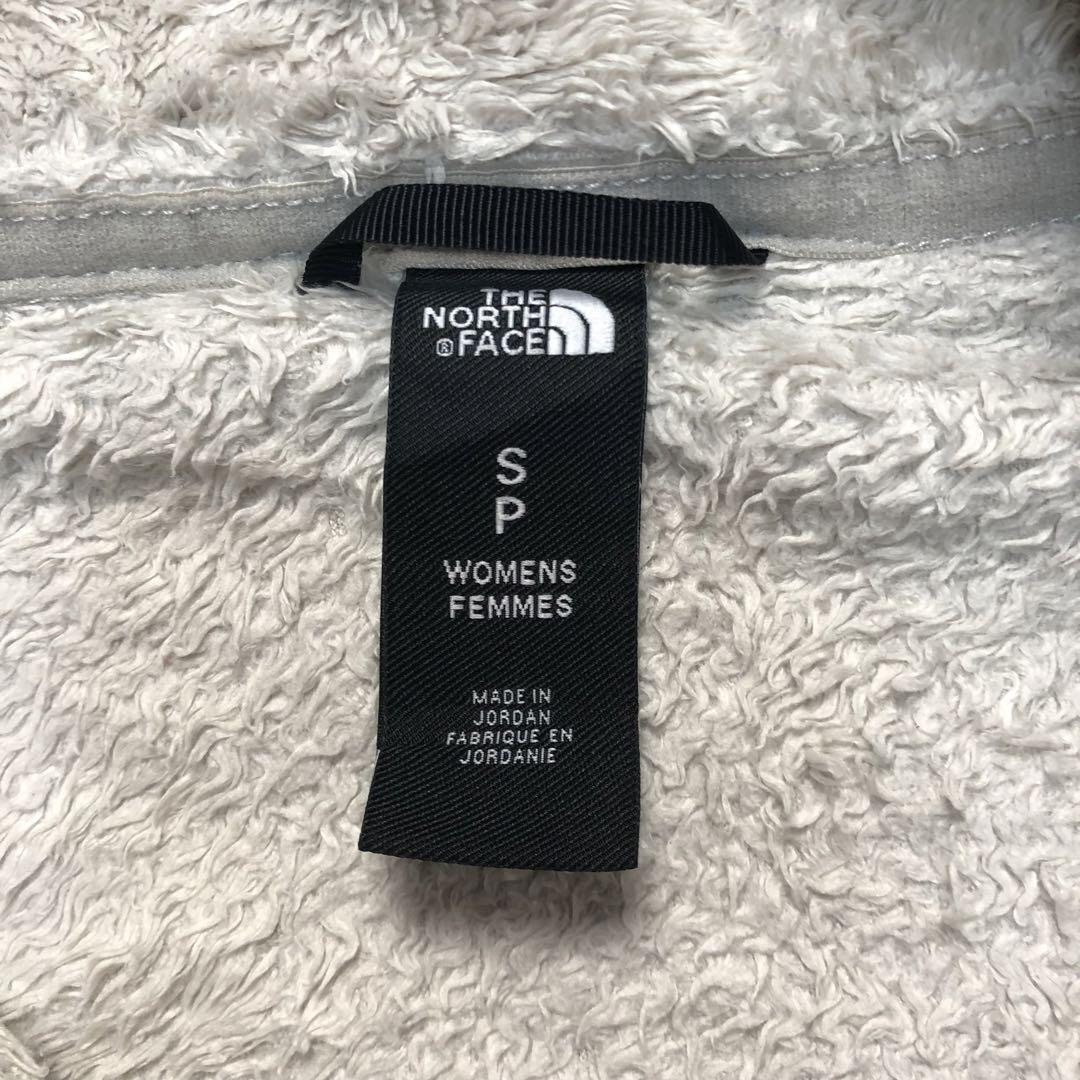 THE
NORTH
® FACE
S
P
WOMENS
FEMMES
MADE IN
JORDAN
FABRIQUE EN
JORDANIE